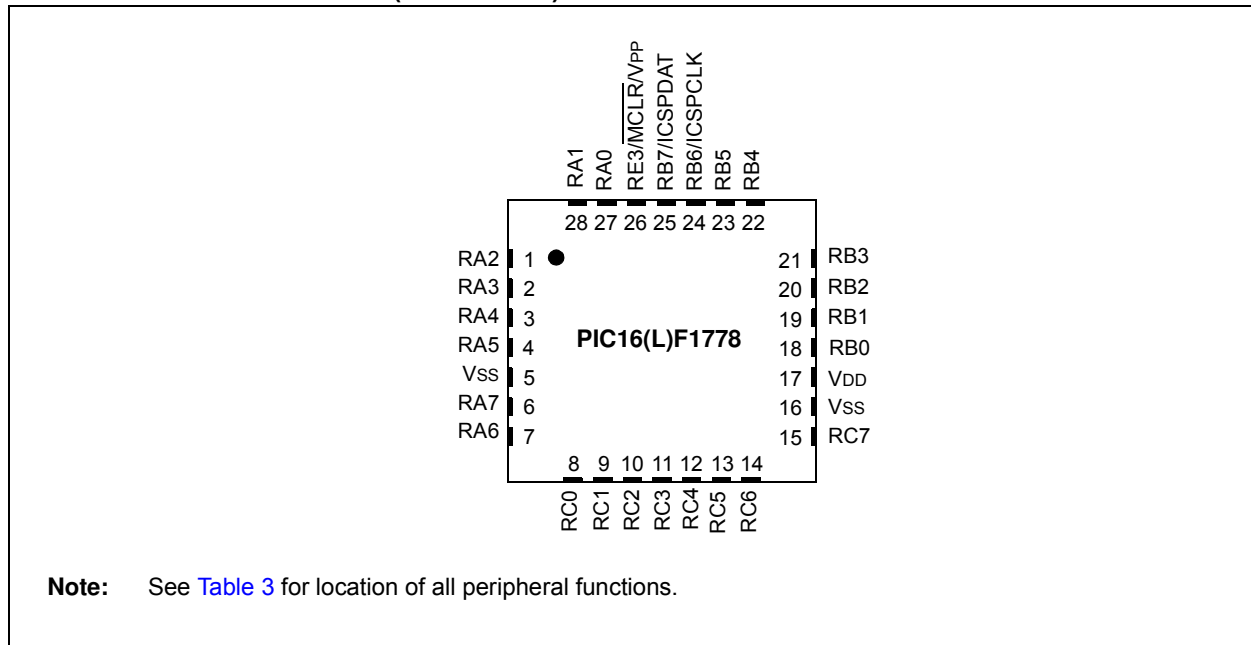 RA1
RA0
RE3/MCLR/VPP
RB7/ICSPDAT
RB6/ICSPCLK
RB5
RB4
28 27 26 25 24 23 22
RA2 1
RA3 2
RA4 3
RA5 4
VSS 5
RA7 6
RA6 7
PIC16(L)F1778
21 RB3
20 RB2
19 RB1
18 RB0
17 VDD
16 VSS
15 RC7
8 9 10 11 12 13 14
RC0
RC1
RC2
RC3
RC4
RC5
RC6
Note: See Table 3 for location of all peripheral functions.